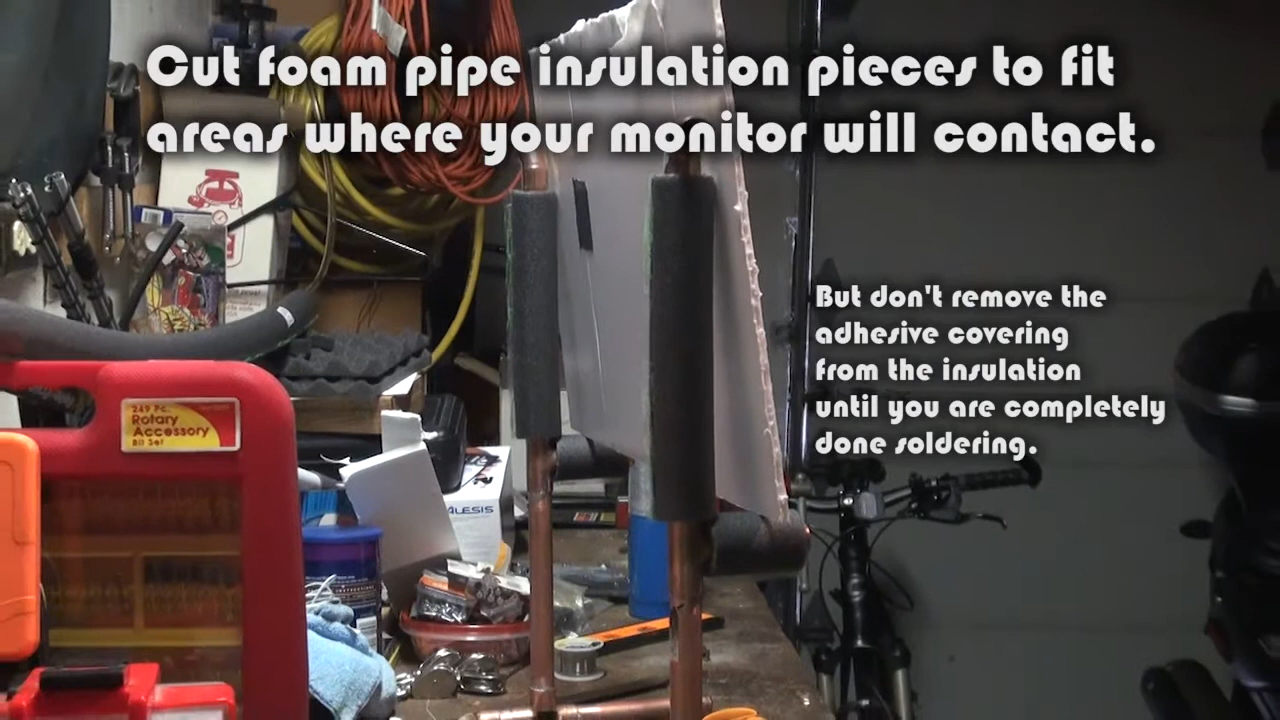 Cut foam pipe insulation pieces to fit
areas where your monitor will contact.
But don't remove the
adhesive covering
from the insulation
until you are completely
done soldering.
249 Pc.
Rotary
Accessory
Bit Set
ALESIS